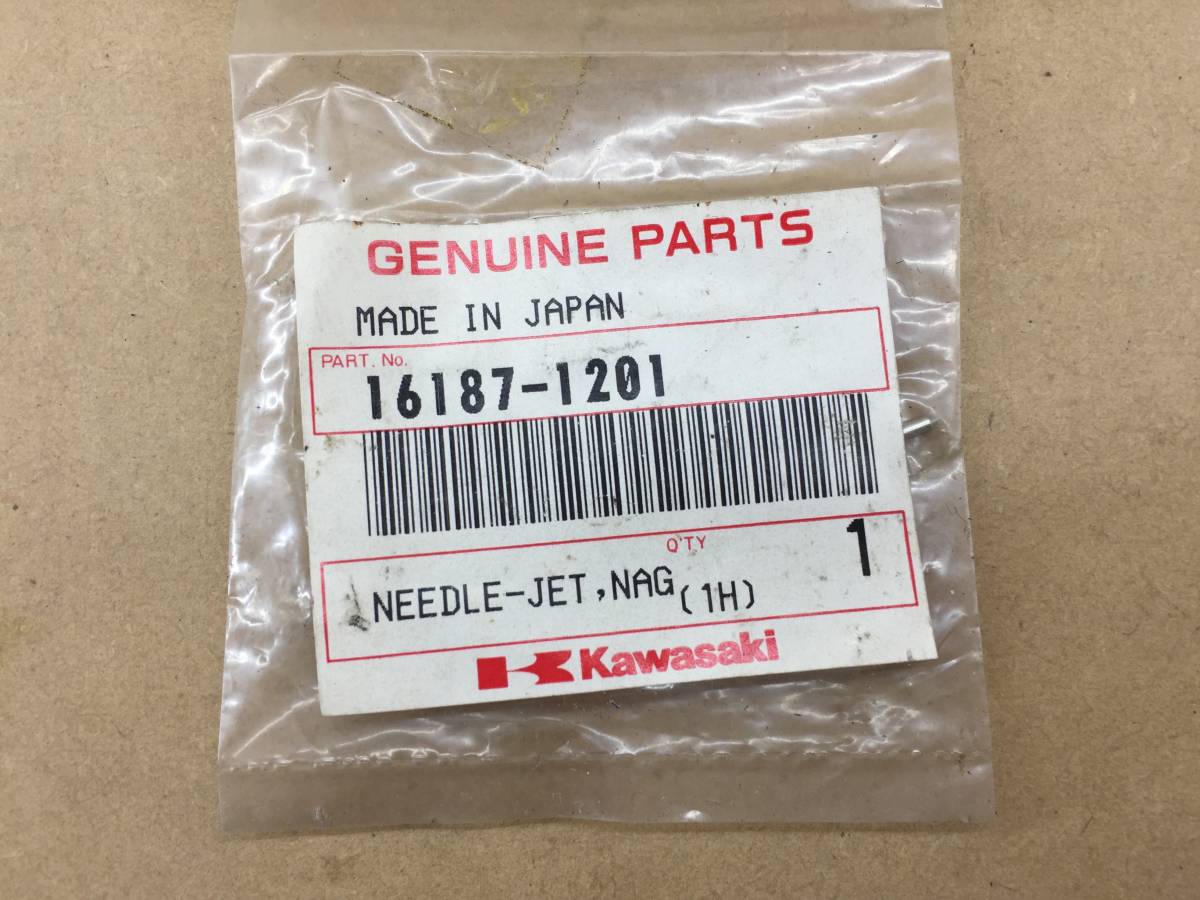 GENUINE PARTS
MADE IN JAPAN
PART. No.
16187-1201
Q'TY
1
NEEDLE-JET,NAG(1H)
Kawasaki